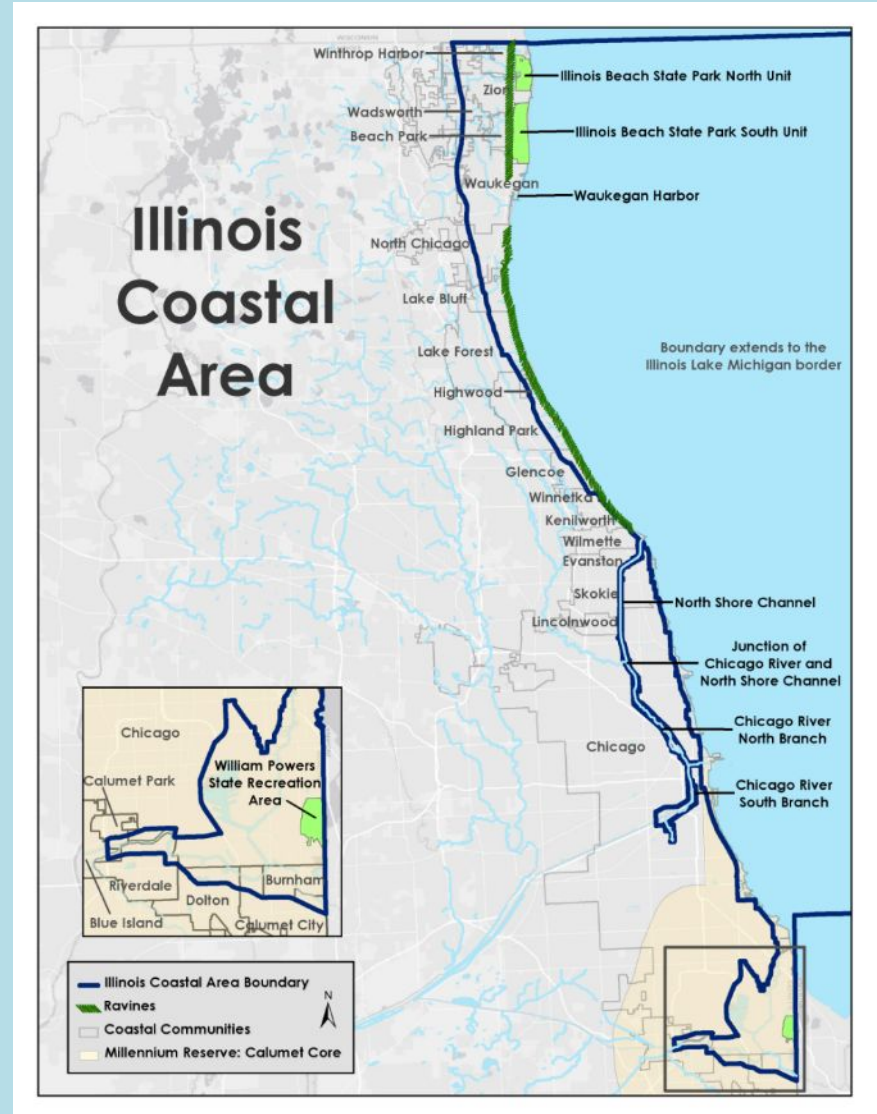 Illinois
Coastal
Area
Winthrop Harbor
Zion
Wadsworth
Beach Park
Waukegan
North Chicago
Lake Bluff
Lake Forest
Highwood
Highland Park
Glencoe
Winnetka
Kenilworth
Wilmette
Evanston
Skokie
Lincolnwood
Chicago
Illinois Beach State Park North Unit
Illinois Beach State Park South Unit
Waukegan Harbor
Boundary extends to the
Illinois Lake Michigan border
North Shore Channel
Junction of
Chicago River and
North Shore Channel
Chicago River
North Branch
Chicago River
South Branch
Chicago
William Powers
State Recreation
Area
Calumet Park
Riverdale
Burnham
Dolton
Blue Island
Calumet City
Illinois Coastal Area Boundary
Ravines
Coastal Communities
Millennium Reserve: Calumet Core
N